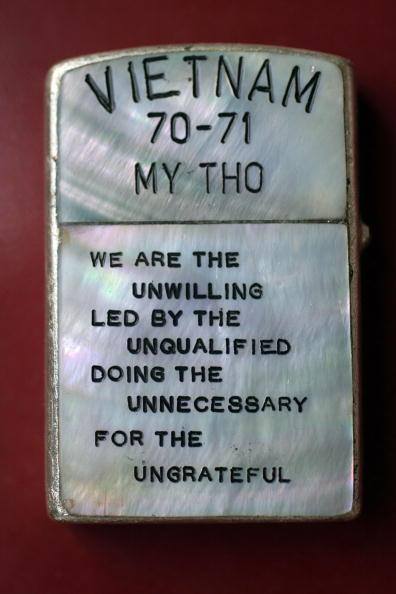 VIETNAM
70-71
MY THO
WE ARE THE
UNWILLING
LED BY THE
UNQUALIFIED
DOING THE
UNNECESSARY
FOR THE
UNGRATEFUL